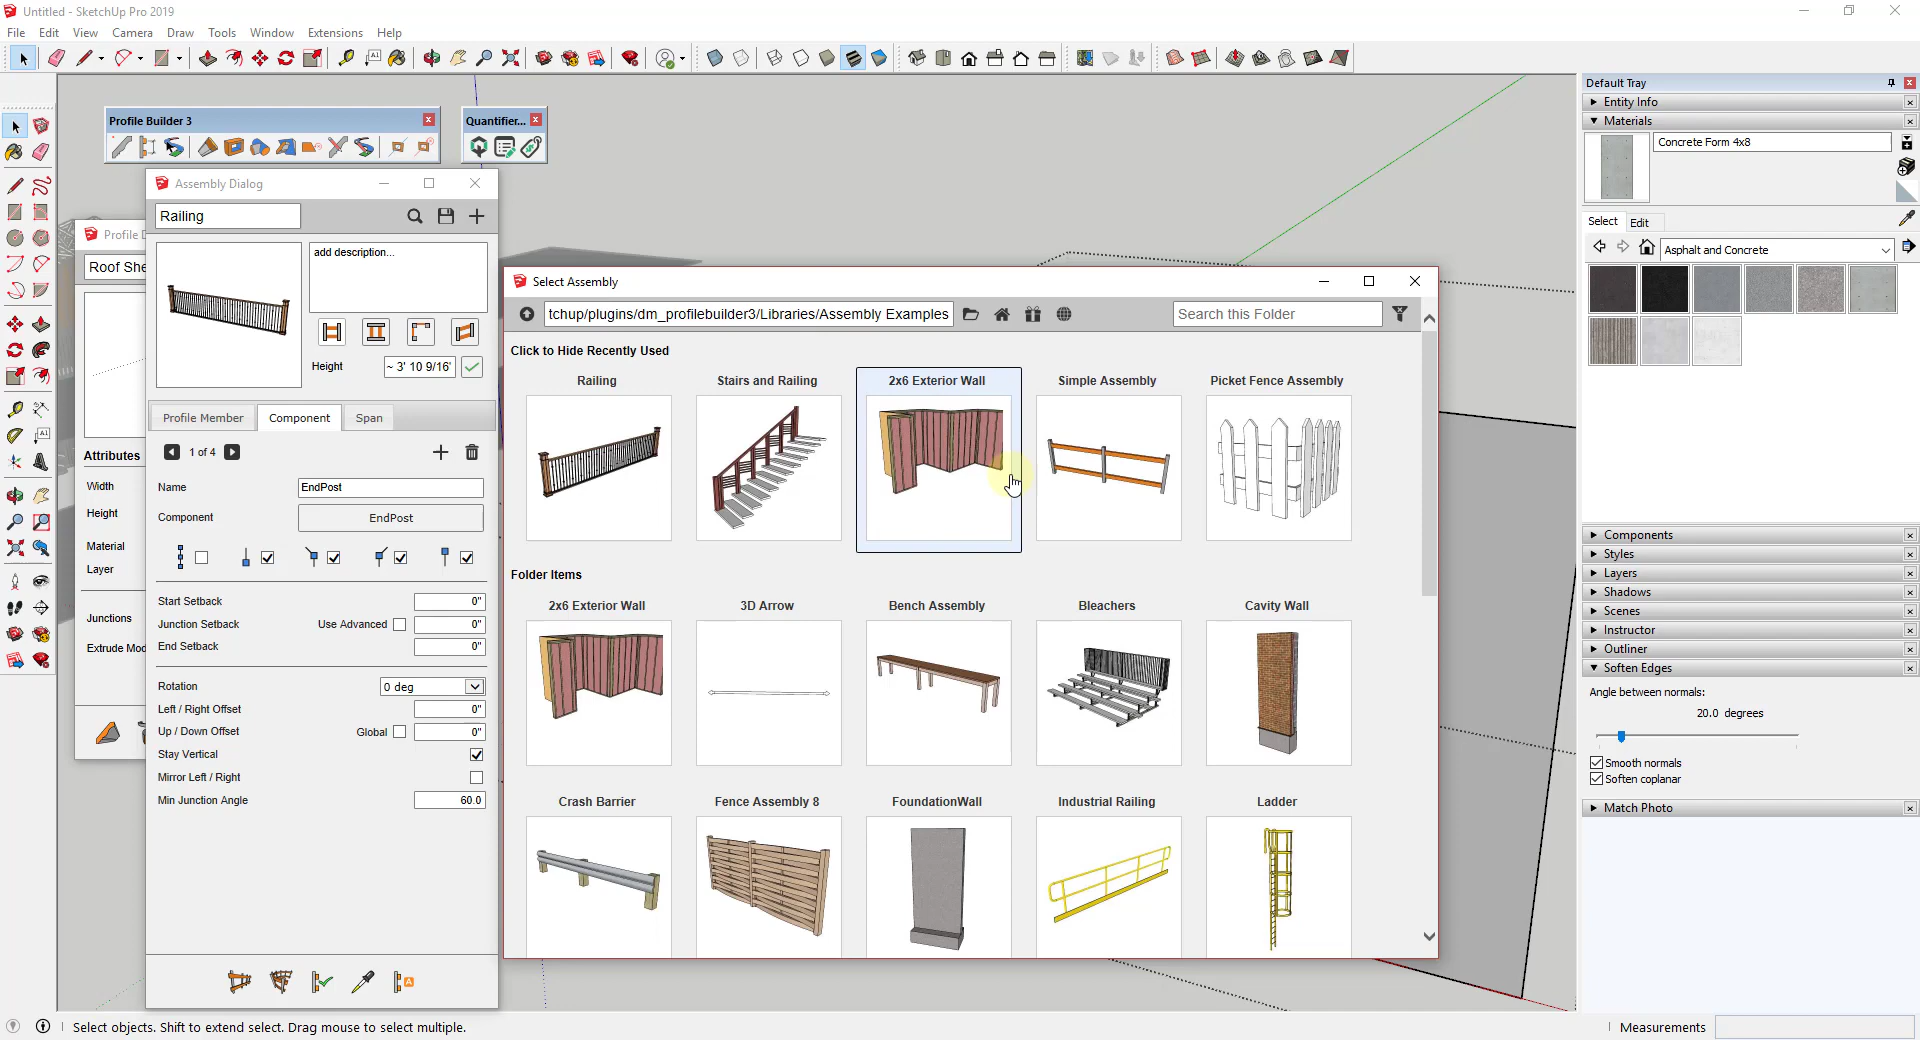 Untitled - SketchUp Pro 2019
File Edit View Camera Draw Tools Window Extensions Help
Profile Builder 3
Quantifier...
Assembly Dialog
Railing
add description...
Height ~ 3' 10 9/16"
Profile Member Component Span
1 of 4
Name EndPost
Component EndPost
Start Setback 0"
Junction Setback Use Advanced 0"
End Setback 0"
Rotation 0 deg
Left / Right Offset 0"
Up / Down Offset Global 0"
Stay Vertical
Mirror Left / Right
Min Junction Angle 60.0
Profile D
Roof She
Attributes
Width
Height
Material
Layer
Junctions
Extrude Mod
Select Assembly
tchup/plugins/dm_profilebuilder3/Libraries/Assembly Examples
Search this Folder
Click to Hide Recently Used
Railing Stairs and Railing 2x6 Exterior Wall Simple Assembly Picket Fence Assembly
Folder Items
2x6 Exterior Wall 3D Arrow Bench Assembly Bleachers Cavity Wall
Crash Barrier Fence Assembly 8 FoundationWall Industrial Railing Ladder
Default Tray
Entity Info
Materials
Concrete Form 4x8
Select Edit
Asphalt and Concrete
Components
Styles
Layers
Shadows
Scenes
Instructor
Outliner
Soften Edges
Angle between normals:
20.0 degrees
Smooth normals
Soften coplanar
Match Photo
Select objects. Shift to extend select. Drag mouse to select multiple.
Measurements